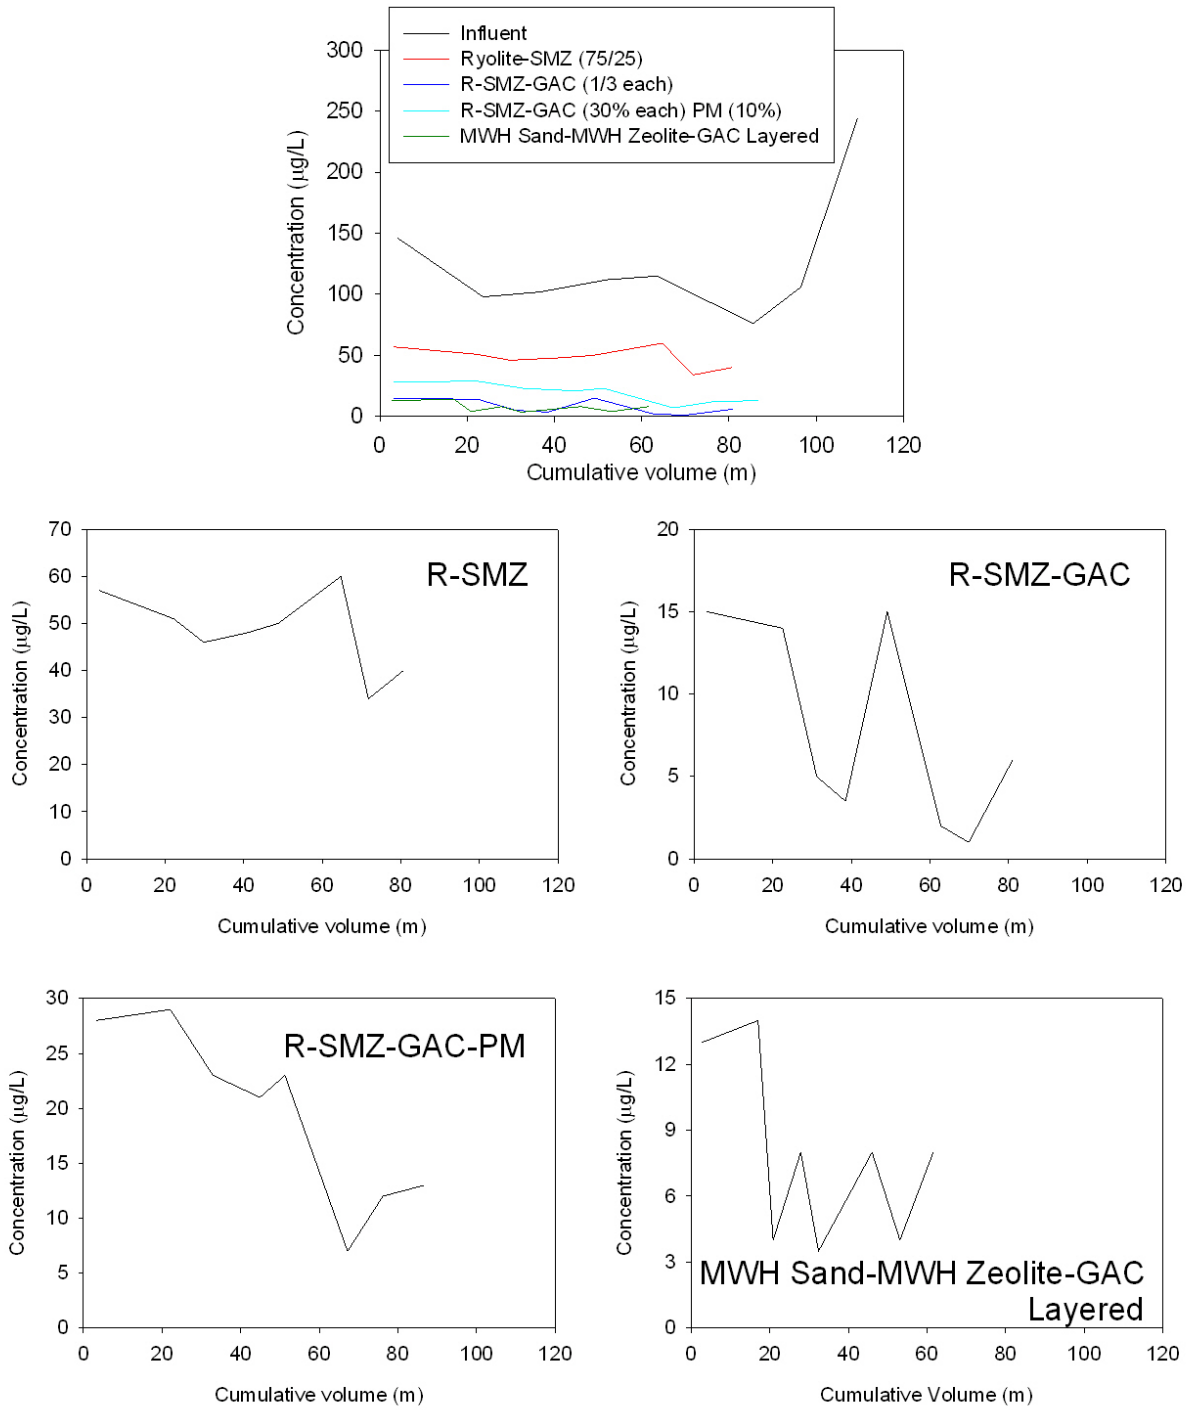 Influent
Ryolite-SMZ (75/25)
R-SMZ-GAC (1/3 each)
R-SMZ-GAC (30% each) PM (10%)
MWH Sand-MWH Zeolite-GAC Layered
300
250
200
150
100
50
0
Concentration (µg/L)
0 20 40 60 80 100 120
Cumulative volume (m)
70
60
50
40
30
20
10
0
Concentration (µg/L)
R-SMZ
0 20 40 60 80 100 120
Cumulative volume (m)
20
15
10
5
0
Concentration (µg/L)
R-SMZ-GAC
0 20 40 60 80 100 120
Cumulative volume (m)
30
25
20
15
10
5
0
Concentration (µg/L)
R-SMZ-GAC-PM
0 20 40 60 80 100 120
Cumulative volume (m)
15
12
9
6
3
0
Concentration (µg/L)
MWH Sand-MWH Zeolite-GAC
Layered
0 20 40 60 80 100 120
Cumulative Volume (m)